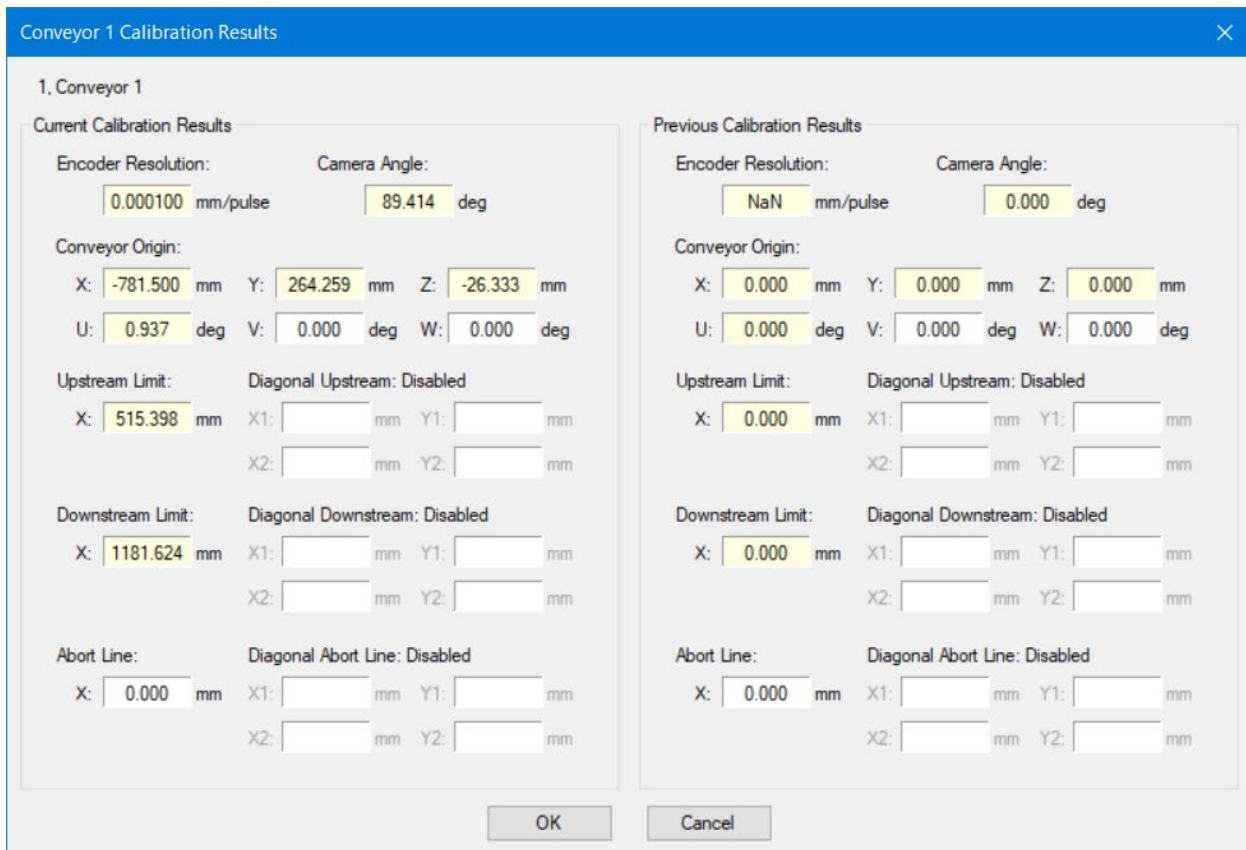 Conveyor 1 Calibration Results
1, Conveyor 1
Current Calibration Results
Encoder Resolution: Camera Angle:
0.000100 mm/pulse 89.414 deg
Conveyor Origin:
X: -781.500 mm Y: 264.259 mm Z: -26.333 mm
U: 0.937 deg V: 0.000 deg W: 0.000 deg
Upstream Limit: Diagonal Upstream: Disabled
X: 515.398 mm X1: mm Y1: mm
X2: mm Y2: mm
Downstream Limit: Diagonal Downstream: Disabled
X: 1181.624 mm X1: mm Y1: mm
X2: mm Y2: mm
Abort Line: Diagonal Abort Line: Disabled
X: 0.000 mm X1: mm Y1: mm
X2: mm Y2: mm
Previous Calibration Results
Encoder Resolution: Camera Angle:
NaN mm/pulse 0.000 deg
Conveyor Origin:
X: 0.000 mm Y: 0.000 mm Z: 0.000 mm
U: 0.000 deg V: 0.000 deg W: 0.000 deg
Upstream Limit: Diagonal Upstream: Disabled
X: 0.000 mm X1: mm Y1: mm
X2: mm Y2: mm
Downstream Limit: Diagonal Downstream: Disabled
X: 0.000 mm X1: mm Y1: mm
X2: mm Y2: mm
Abort Line: Diagonal Abort Line: Disabled
X: 0.000 mm X1: mm Y1: mm
X2: mm Y2: mm
OK Cancel